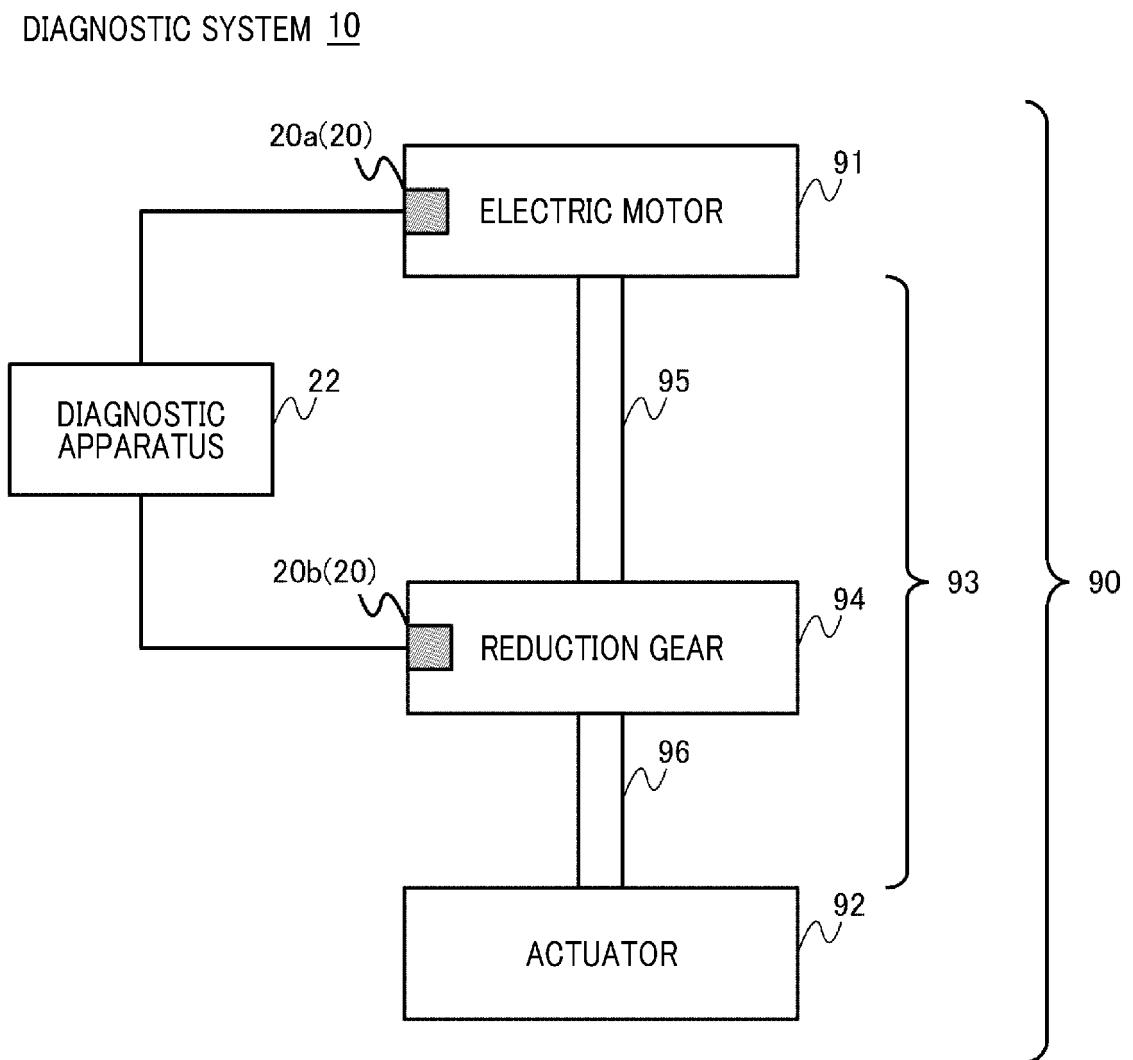 DIAGNOSTIC SYSTEM 10
20a(20)
91
ELECTRIC MOTOR
22
DIAGNOSTIC
APPARATUS
95
20b(20)
94
93
90
REDUCTION GEAR
96
92
ACTUATOR